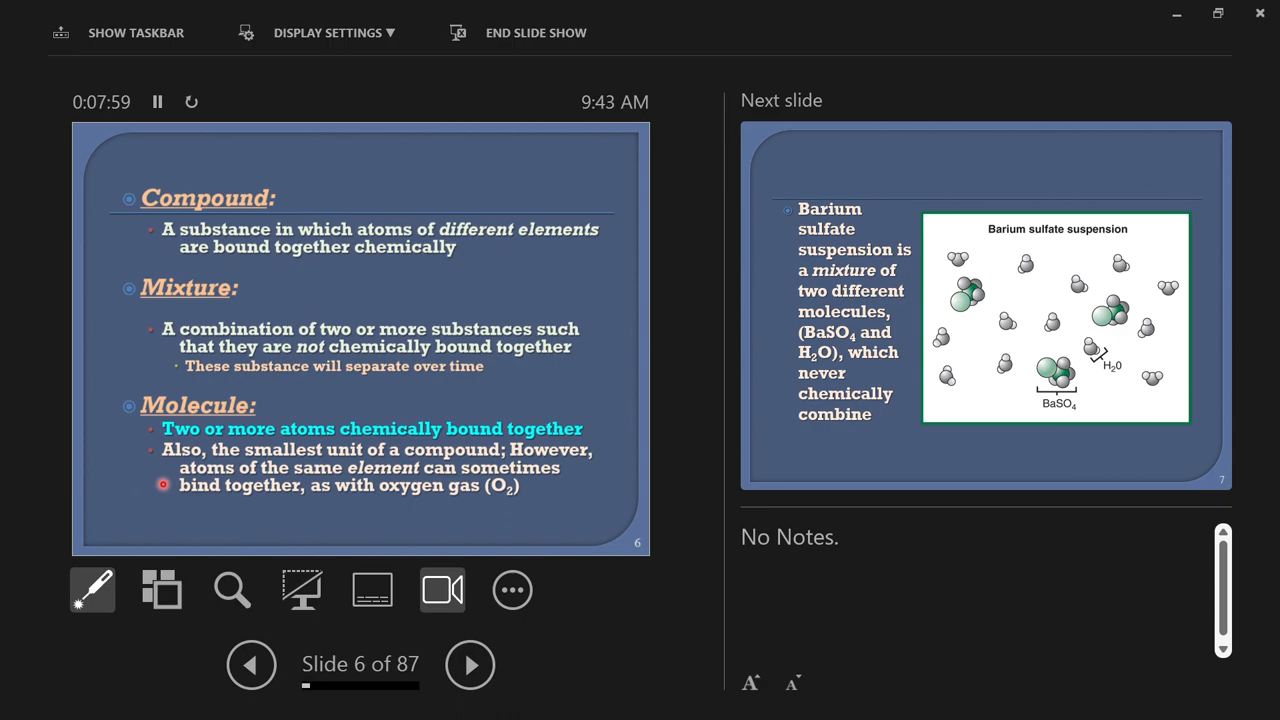 SHOW TASKBAR
DISPLAY SETTINGS ▼
END SLIDE SHOW
0:07:59
9:43 AM
Compound:
A substance in which atoms of different elements
are bound together chemically
Mixture:
A combination of two or more substances such
that they are not chemically bound together
These substance will separate over time
Molecule:
Two or more atoms chemically bound together
Also, the smallest unit of a compound; However,
atoms of the same element can sometimes
bind together, as with oxygen gas (O₂)
6
Slide 6 of 87
Next slide
Barium
sulfate
suspension is
a mixture of
two different
molecules,
(BaSO₄ and
H₂O), which
never
chemically
combine
Barium sulfate suspension
H₂0
BaSO₄
7
No Notes.
A A